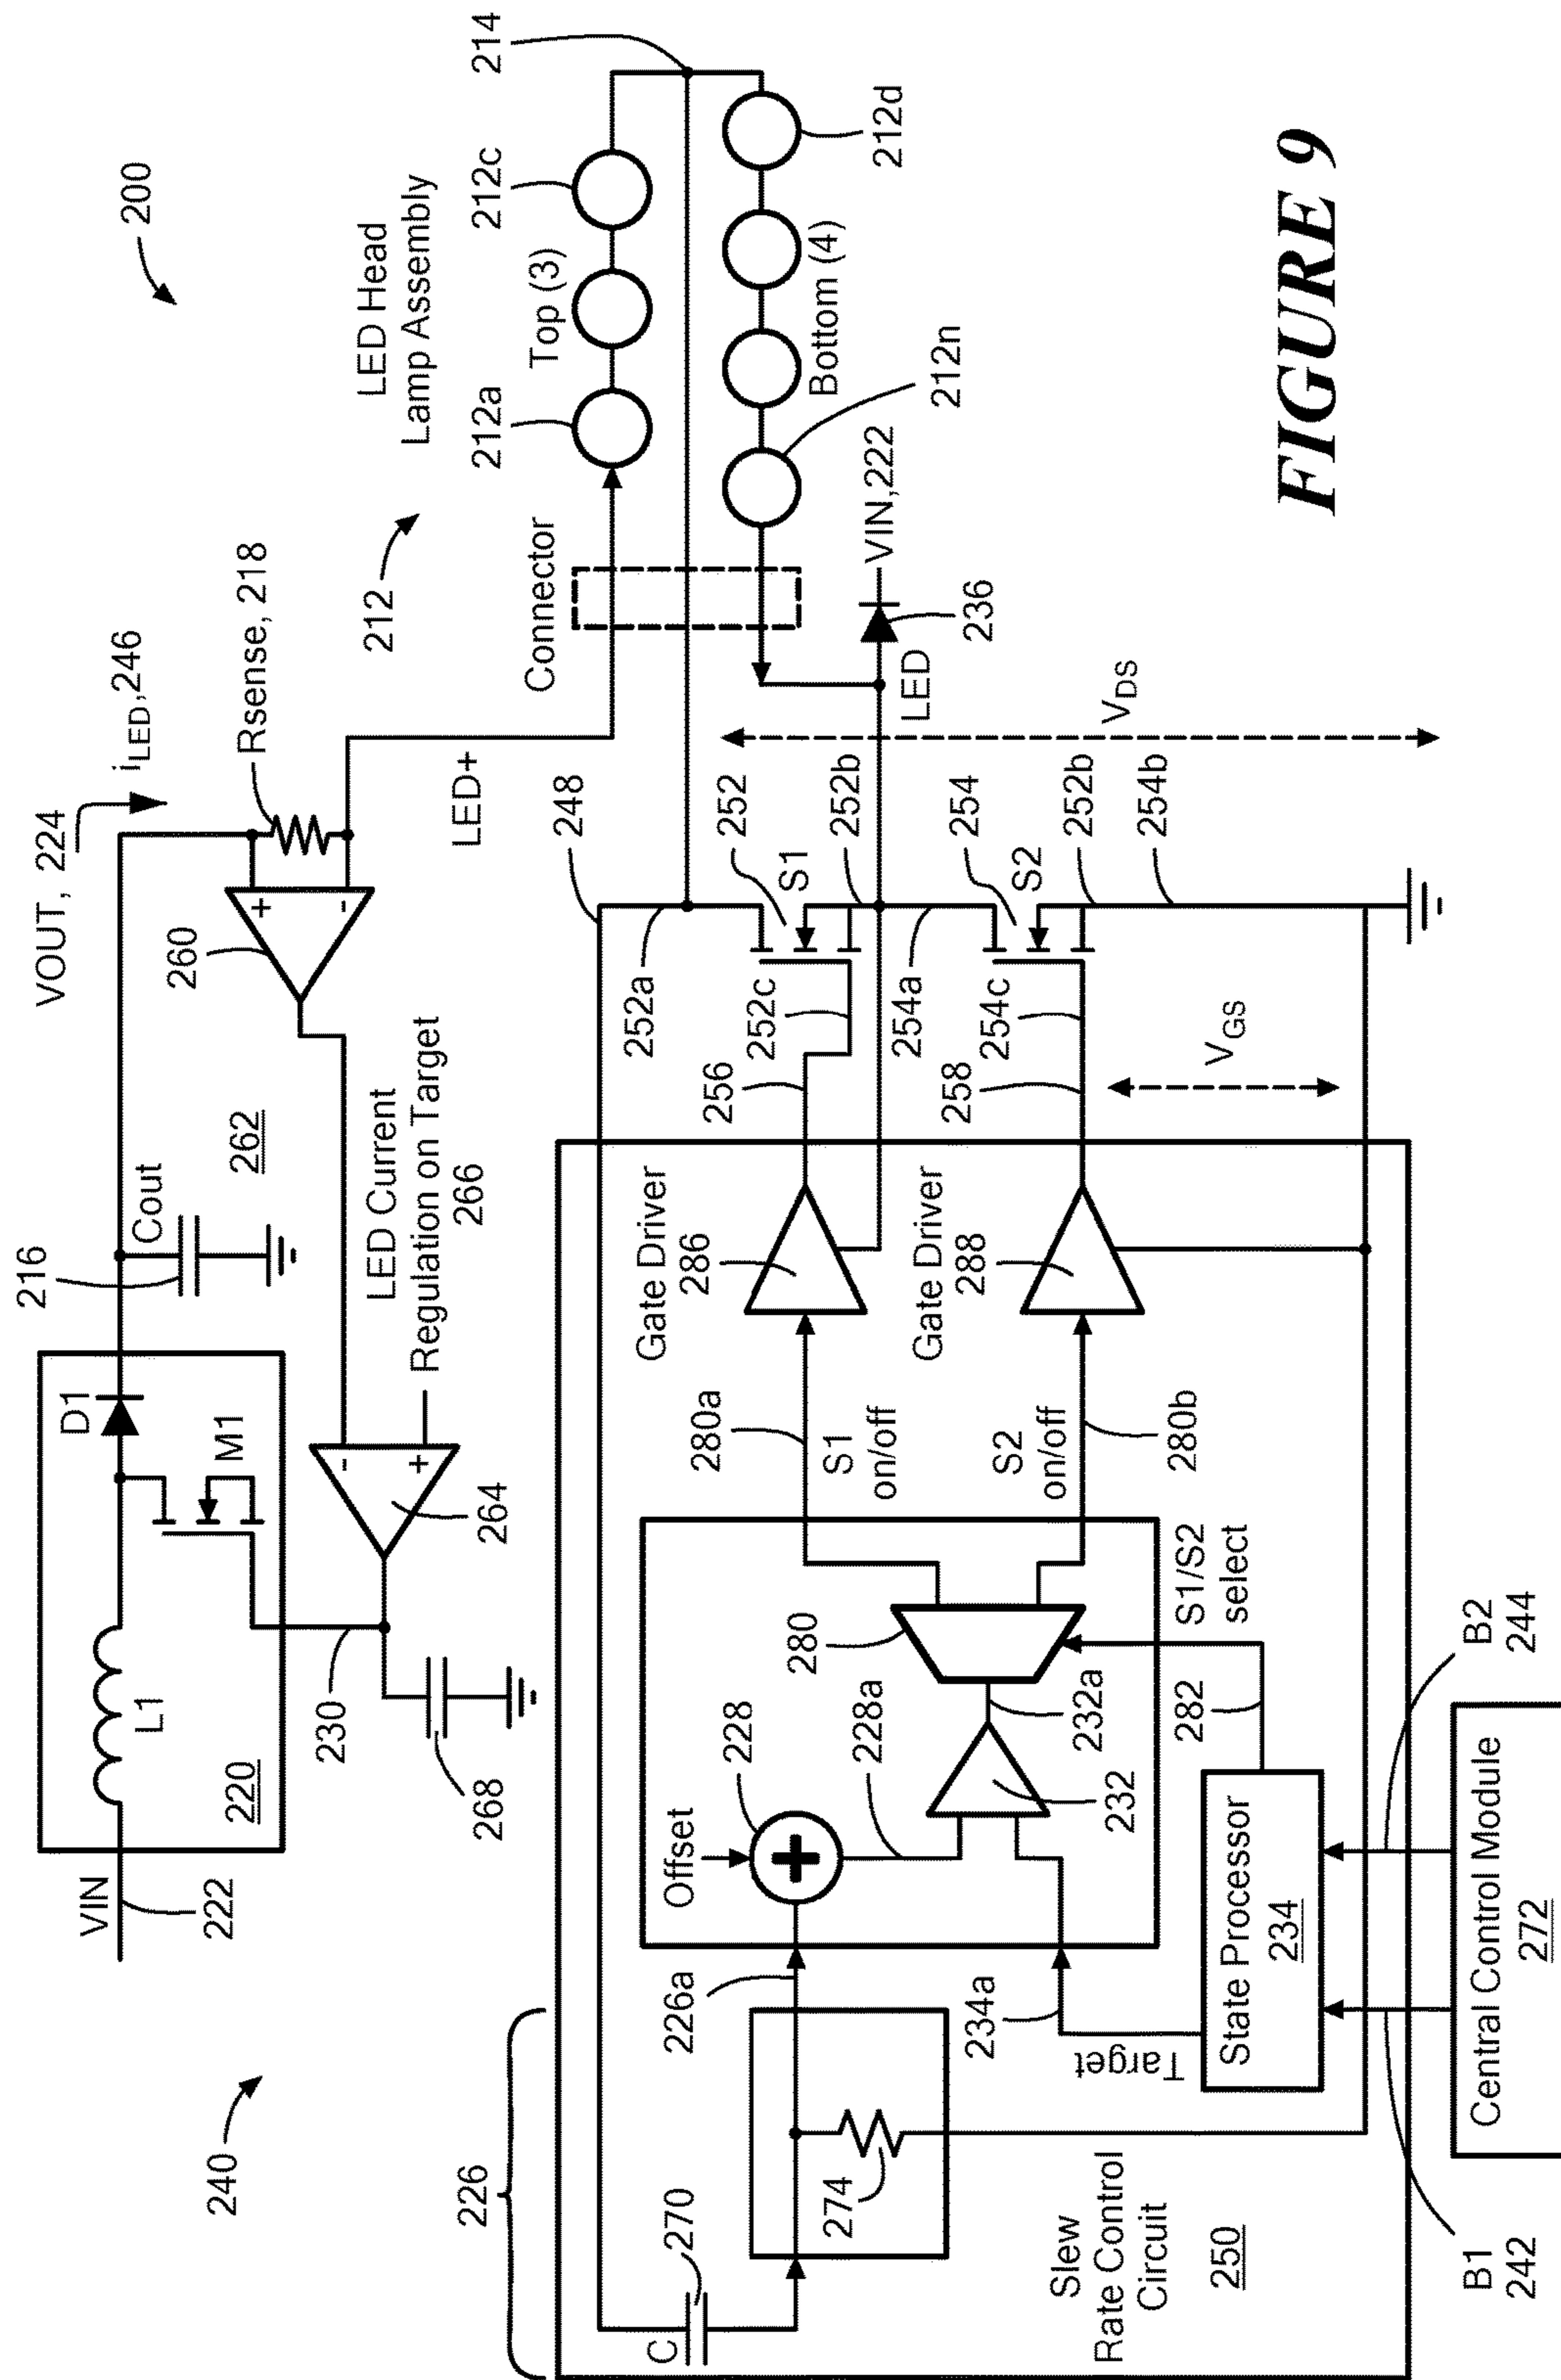 200
240
VIN
222
L1
220
D1
M1
230
268
264
216
Cout
262
LED Current
Regulation on Target
266
-
+
VOUT, 224
iLED,246
Rsense, 218
260
+
-
LED+
212
LED Head
Lamp Assembly
Connector
212a
Top (3)
212c
214
Bottom (4)
212d
212n
VIN,222
236
LED
VDS
226
C
270
274
226a
Offset
228
228a
232
232a
280
S1/S2
select
282
234a
Target
State Processor
234
Slew
Rate Control
Circuit
250
280a
S1
on/off
S2
on/off
280b
Gate Driver
286
Gate Driver
288
248
252a
252
S1
252c
252b
256
254a
254
S2
254c
252b
258
254b
VGS
B1
242
B2
244
Central Control Module
272
FIGURE 9